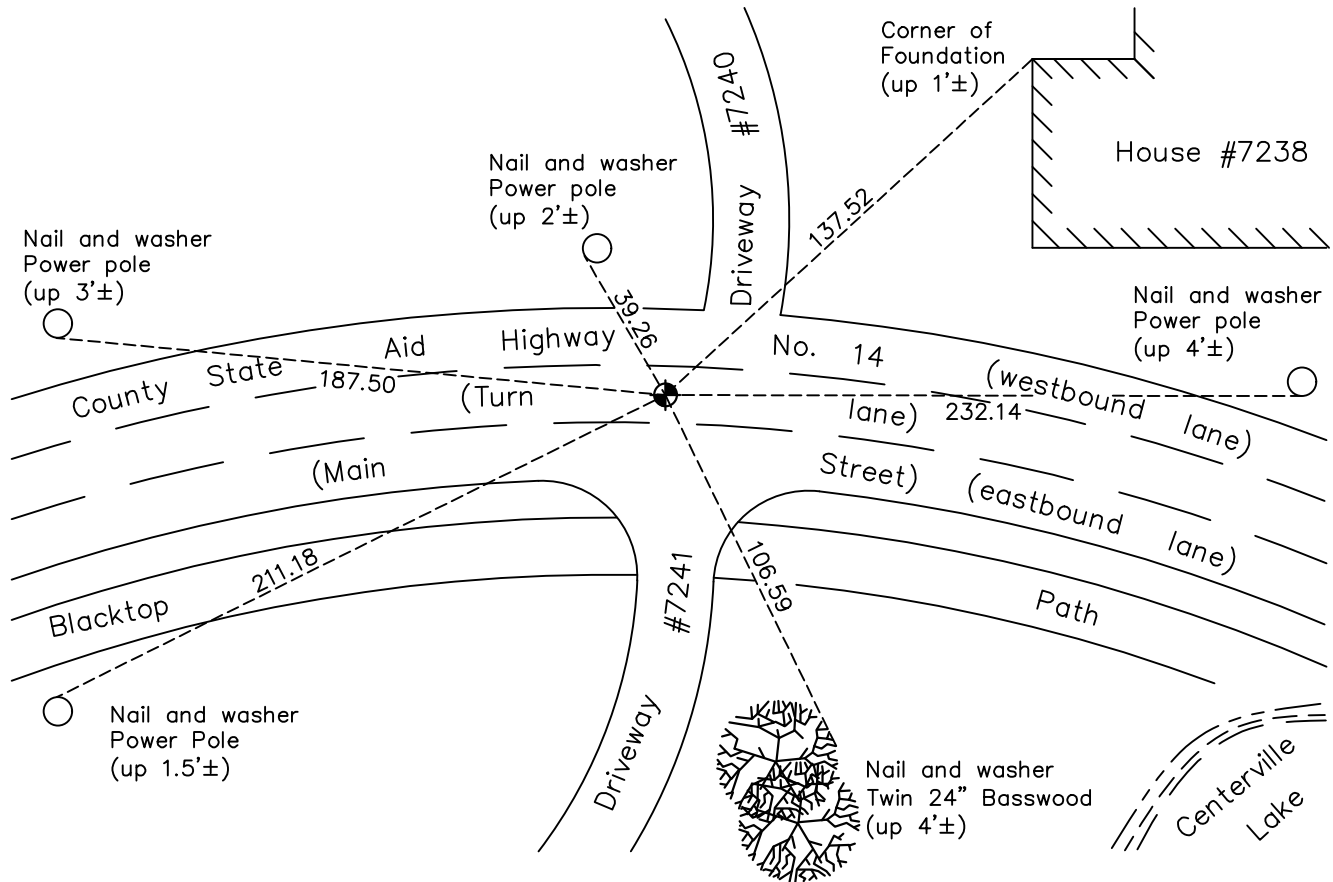 Corner of
Foundation
(up 1'±)
#7240
Driveway
House #7238
137.52
Nail and washer
Power pole
(up 2'±)
39.26
Nail and washer
Power pole
(up 3'±)
Nail and washer
Power pole
(up 4'±)
County State Aid Highway No. 14 (westbound lane)
187.50
(Turn lane)
232.14
(Main Street) (eastbound lane)
211.18
106.59
Blacktop Path
#7241
Driveway
Nail and washer
Power Pole
(up 1.5'±)
Nail and washer
Twin 24" Basswood
(up 4'±)
Centerville
Lake